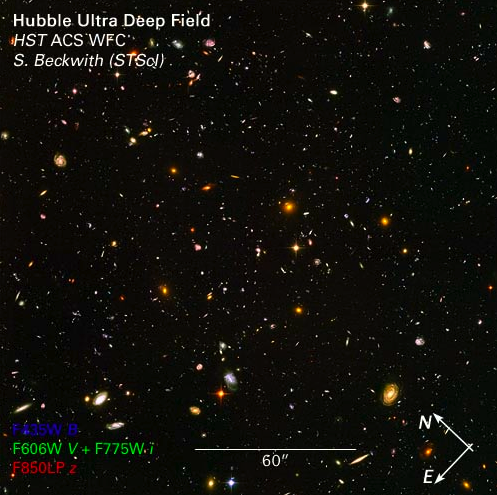 Hubble Ultra Deep Field
HST ACS WFC
S. Beckwith (STScI)
F435W B
F606W V + F775W i
F850LP z
60″
N
E